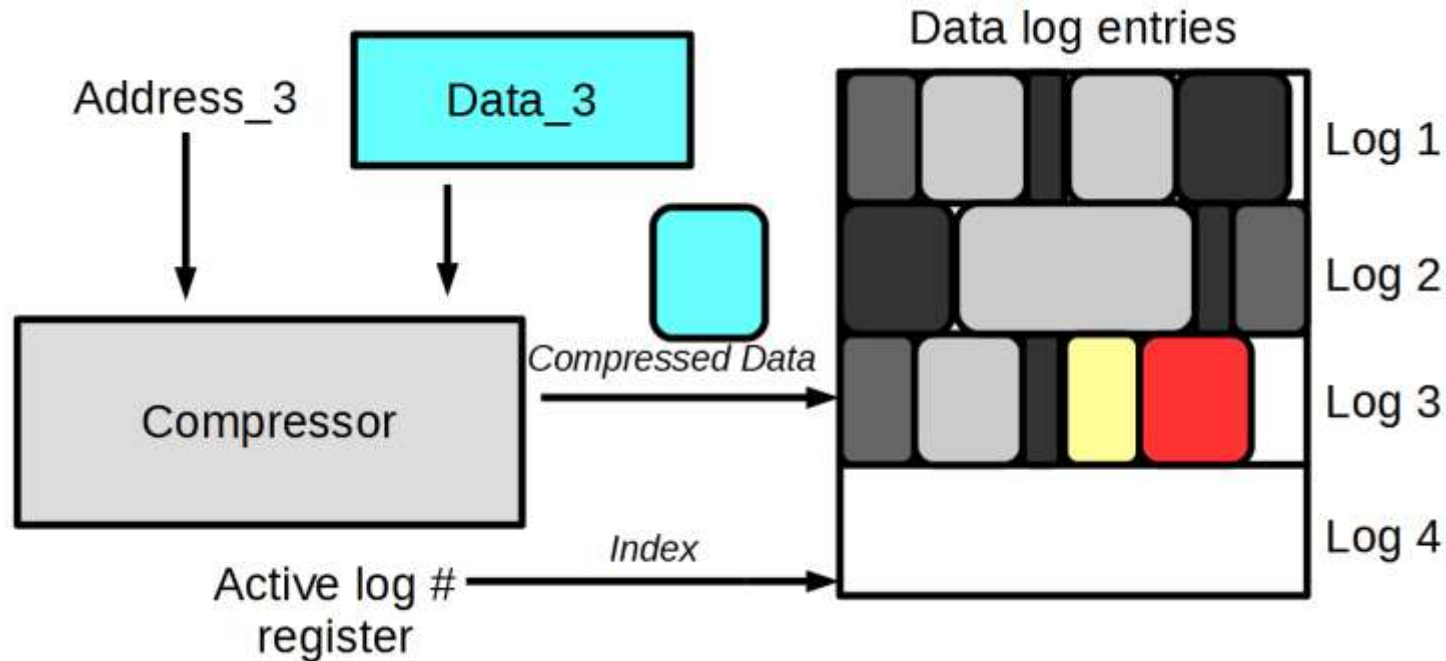 Data log entries
Address_3
Data_3
Log 1
Log 2
Compressed Data
Compressor
Log 3
Index
Log 4
Active log #
register